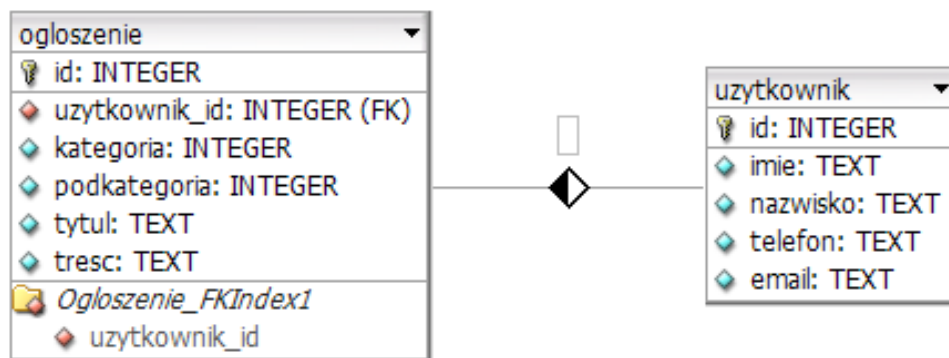 ogloszenie
id: INTEGER
uzytkownik_id: INTEGER (FK)
kategoria: INTEGER
podkategoria: INTEGER
tytul: TEXT
tresc: TEXT
Ogloszenie_FKIndex1
uzytkownik_id
uzytkownik
id: INTEGER
imie: TEXT
nazwisko: TEXT
telefon: TEXT
email: TEXT